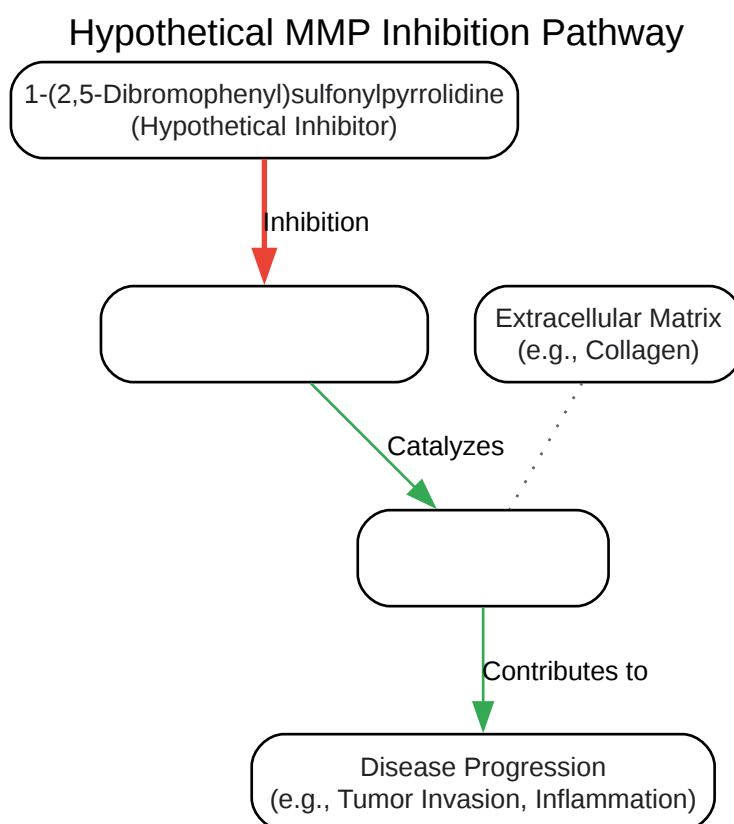 Hypothetical MMP Inhibition Pathway
1-(2,5-Dibromophenyl)sulfonylpyrrolidine
(Hypothetical Inhibitor)
Inhibition
Extracellular Matrix
(e.g., Collagen)
Catalyzes
Contributes to
Disease Progression
(e.g., Tumor Invasion, Inflammation)